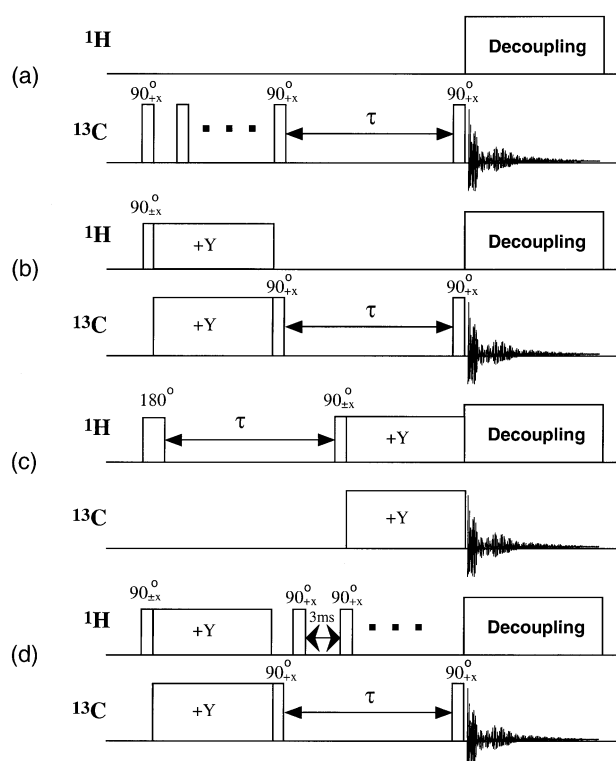 ¹H
Decoupling
(a)
90°+x 90°+x 90°+x
¹³C
τ
90°±x
¹H
+Y
Decoupling
(b)
90°+x 90°+x
¹³C
+Y
τ
180° 90°±x
¹H
τ
+Y
Decoupling
(c)
¹³C
+Y
90°±x 90°+x 90°+x
¹H
+Y
3ms
Decoupling
(d)
90°+x 90°+x
¹³C
+Y
τ